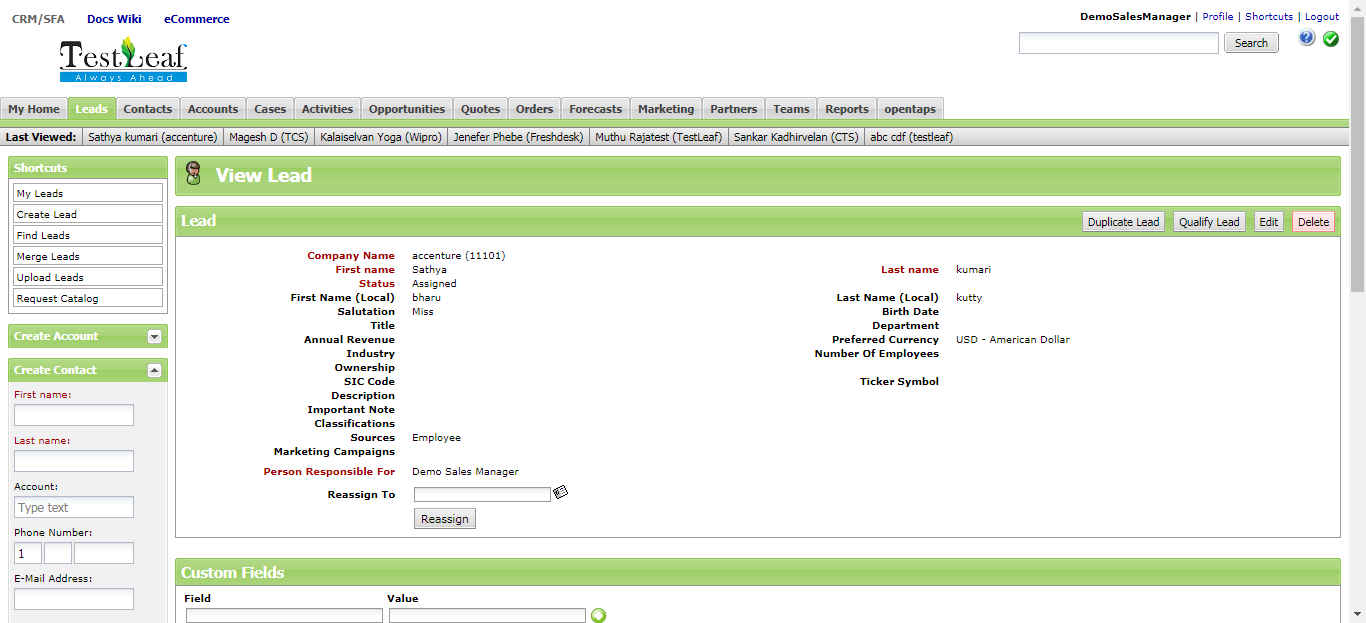 CRM/SFA Docs Wiki eCommerce
DemoSalesManager | Profile | Shortcuts | Logout
TestLeaf
Always Ahead
Search
My Home Leads Contacts Accounts Cases Activities Opportunities Quotes Orders Forecasts Marketing Partners Teams Reports opentaps
Last Viewed: Sathya kumari (accenture) Magesh D (TCS) Kalaiselvan Yoga (Wipro) Jenefer Phebe (Freshdesk) Muthu Rajatest (TestLeaf) Sankar Kadhirvelan (CTS) abc cdf (testleaf)
Shortcuts
My Leads
Create Lead
Find Leads
Merge Leads
Upload Leads
Request Catalog
Create Account
Create Contact
First name:
Last name:
Account:
Type text
Phone Number:
1
E-Mail Address:
View Lead
Lead Duplicate Lead Qualify Lead Edit Delete
Company Name accenture (11101)
First name Sathya Last name kumari
Status Assigned
First Name (Local) bharu Last Name (Local) kutty
Salutation Miss Birth Date
Title Department
Annual Revenue Preferred Currency USD - American Dollar
Industry Number Of Employees
Ownership
SIC Code Ticker Symbol
Description
Important Note
Classifications
Sources Employee
Marketing Campaigns
Person Responsible For Demo Sales Manager
Reassign To
Reassign
Custom Fields
Field Value